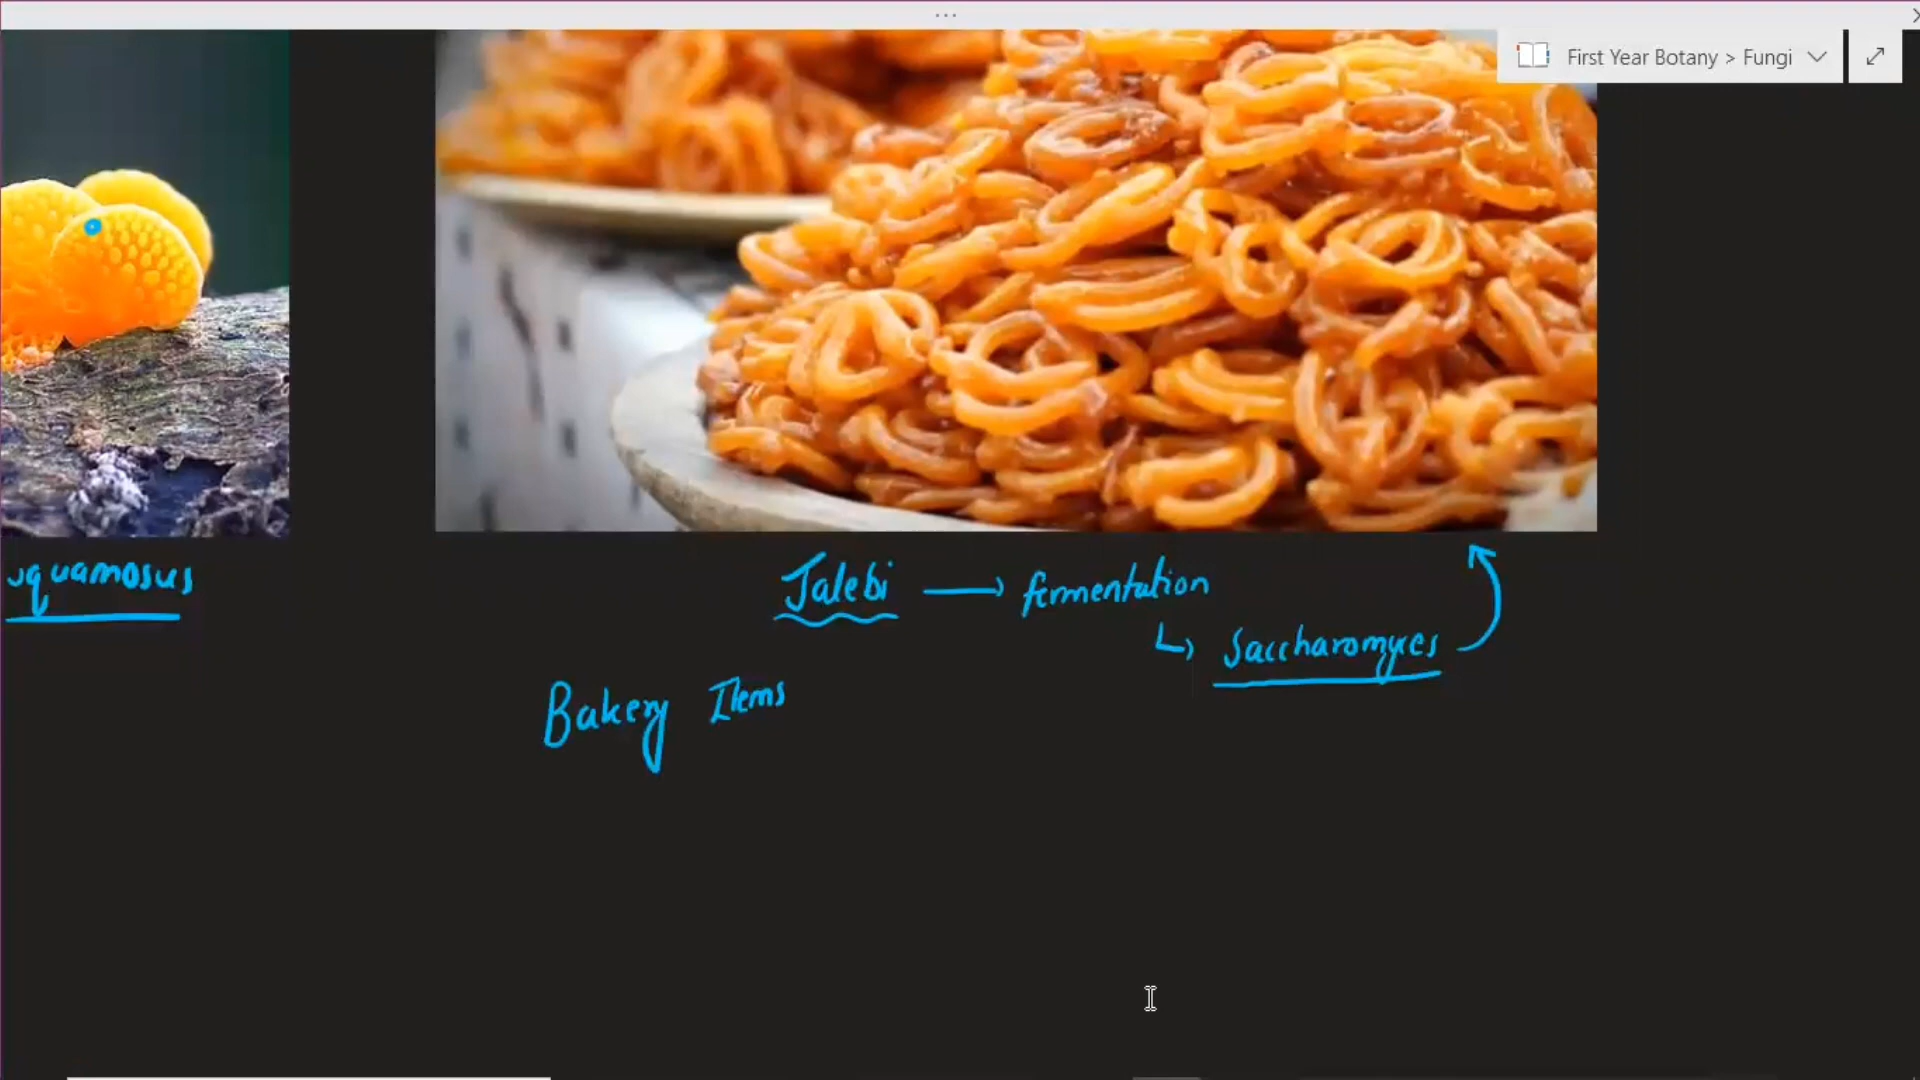 First Year Botany > Fungi
squamosus
Jalebi → fermentation
↳ Saccharomyces
Bakery Items